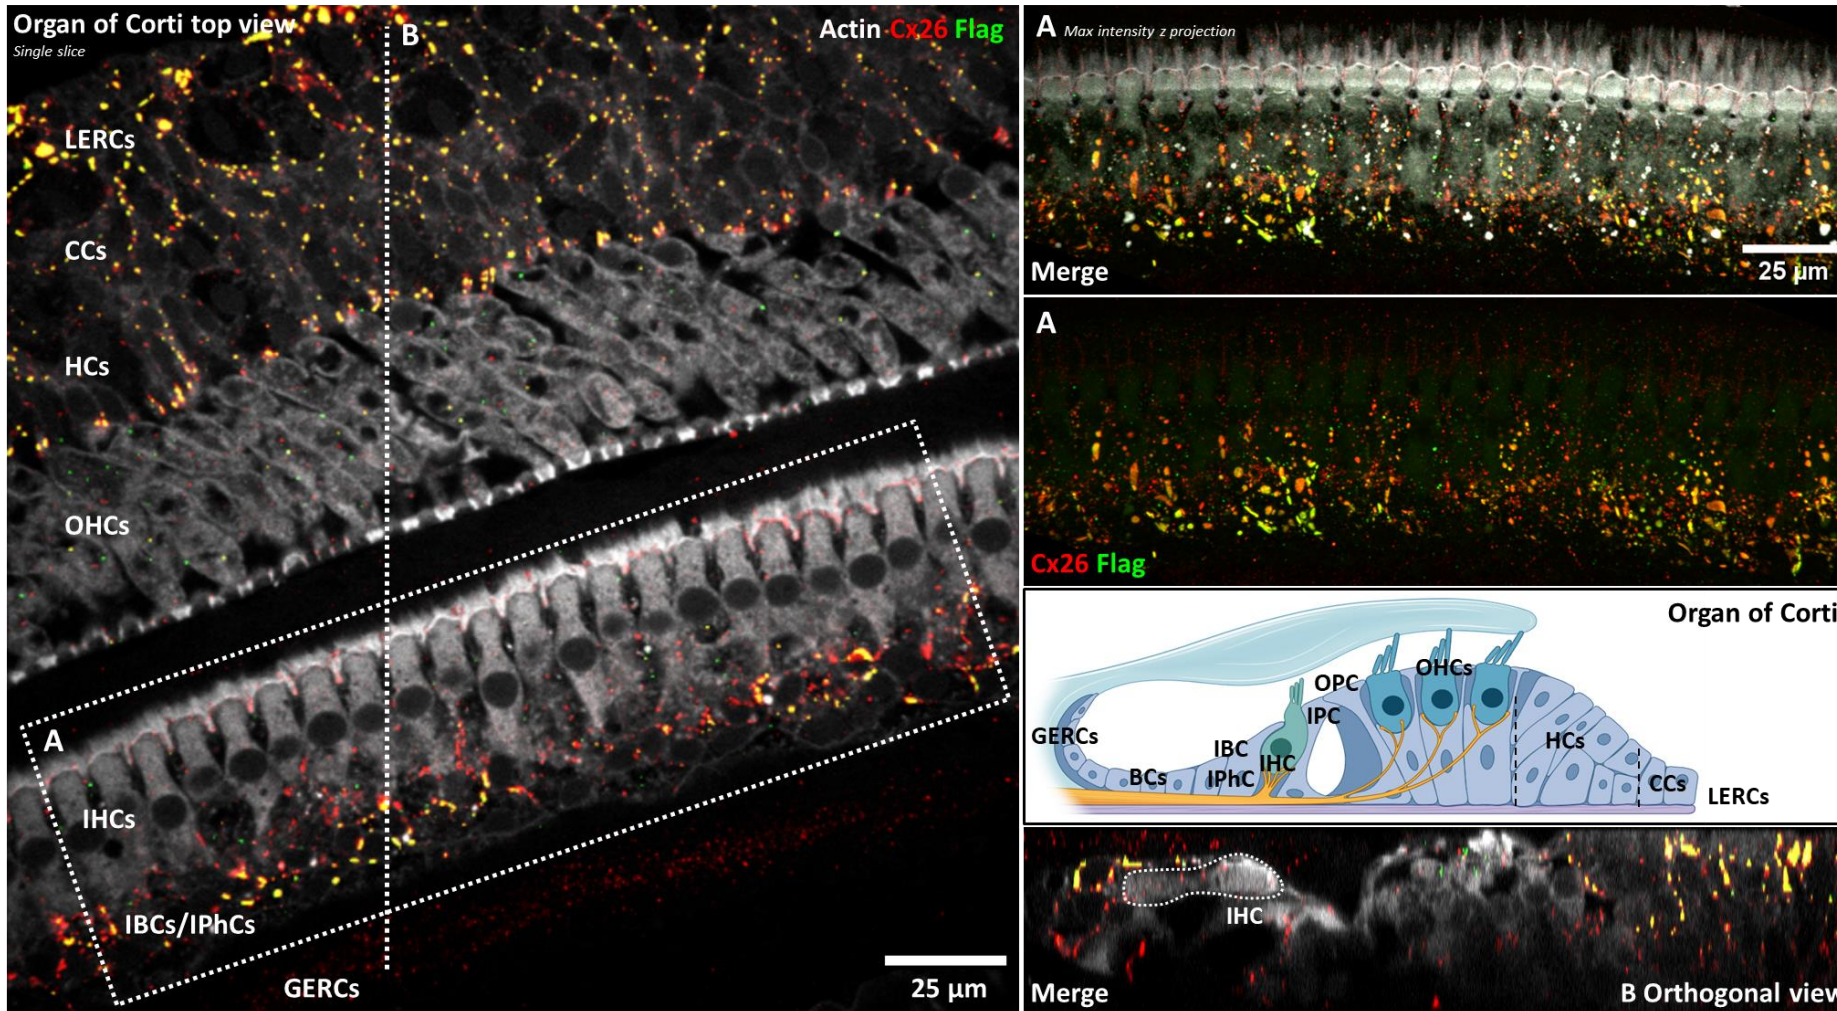 Organ of Corti top view
Single slice
B
Actin Cx26 Flag
LERCs
CCs
HCs
OHCs
A
IHCs
IBCs/IPhCs
GERCs
25 µm
A Max intensity z projection
Merge
25 µm
A
Cx26 Flag
Organ of Corti
OHCs
OPC
IPC
GERCs
IBC
HCs
IHC
BCs
IPhC
CCs
LERCs
IHC
Merge
B Orthogonal view